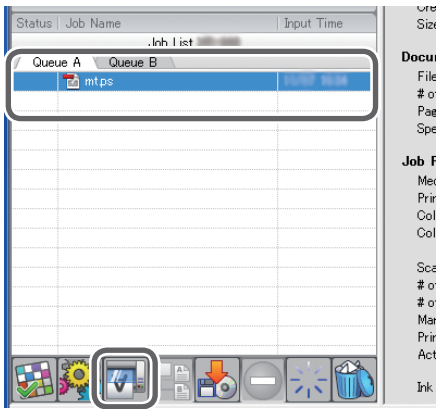 Status Job Name Input Time
Job List
Queue A Queue B
mt.ps
Size
Docu
File
# o
Pag
Spe
Job F
Med
Prin
Col
Col
Sca
# o
# o
Mar
Prin
Act
Ink